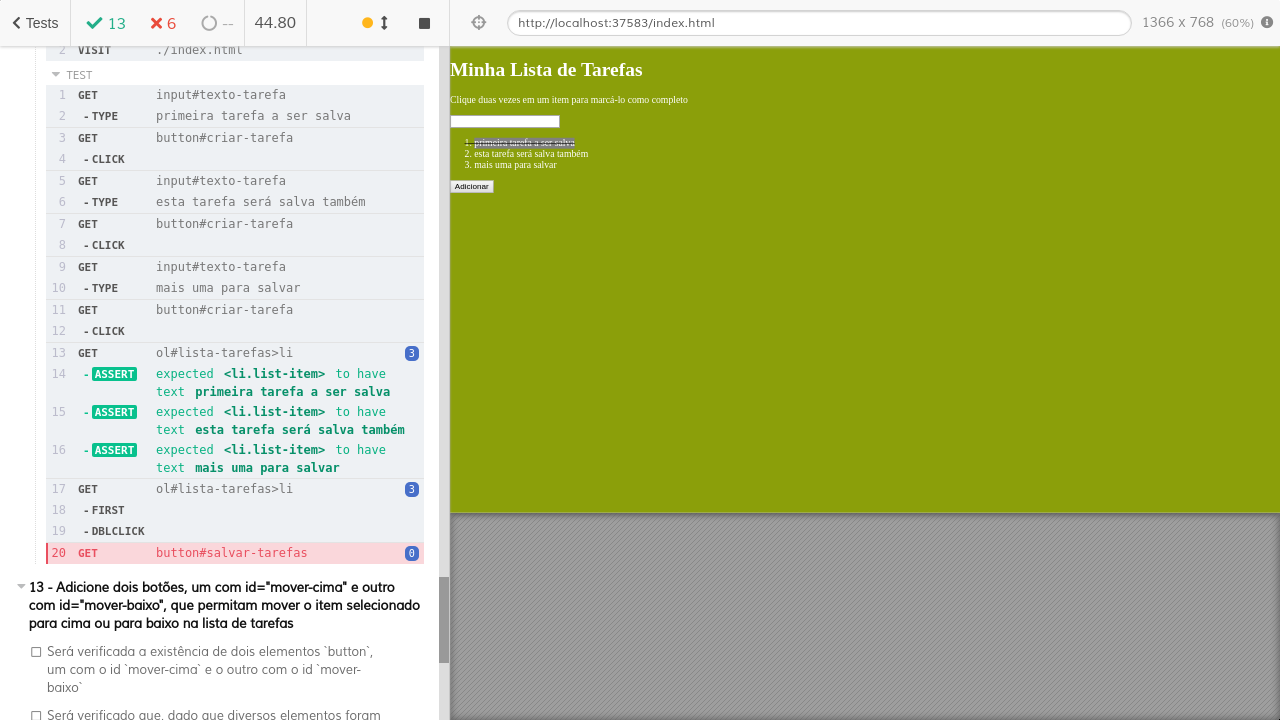 Tests
13
6
--
44.80
http://localhost:37583/index.html
1366 x 768 (60%)
2 VISIT ./index.html
TEST
1 GET input#texto-tarefa
2 -TYPE primeira tarefa a ser salva
3 GET button#criar-tarefa
4 -CLICK
5 GET input#texto-tarefa
6 -TYPE esta tarefa será salva também
7 GET button#criar-tarefa
8 -CLICK
9 GET input#texto-tarefa
10 -TYPE mais uma para salvar
11 GET button#criar-tarefa
12 -CLICK
13 GET ol#lista-tarefas>li 3
14 -ASSERT expected <li.list-item> to have
text primeira tarefa a ser salva
15 -ASSERT expected <li.list-item> to have
text esta tarefa será salva também
16 -ASSERT expected <li.list-item> to have
text mais uma para salvar
17 GET ol#lista-tarefas>li 3
18 -FIRST
19 -DBLCLICK
20 GET button#salvar-tarefas 0
13 - Adicione dois botões, um com id="mover-cima" e outro
com id="mover-baixo", que permitam mover o item selecionado
para cima ou para baixo na lista de tarefas
Será verificada a existência de dois elementos `button`,
um com o id `mover-cima` e o outro com o id `mover-
baixo`
Será verificado que, dado que diversos elementos foram
Minha Lista de Tarefas
Clique duas vezes em um item para marcá-lo como completo
1. primeira tarefa a ser salva
2. esta tarefa será salva também
3. mais uma para salvar
Adicionar